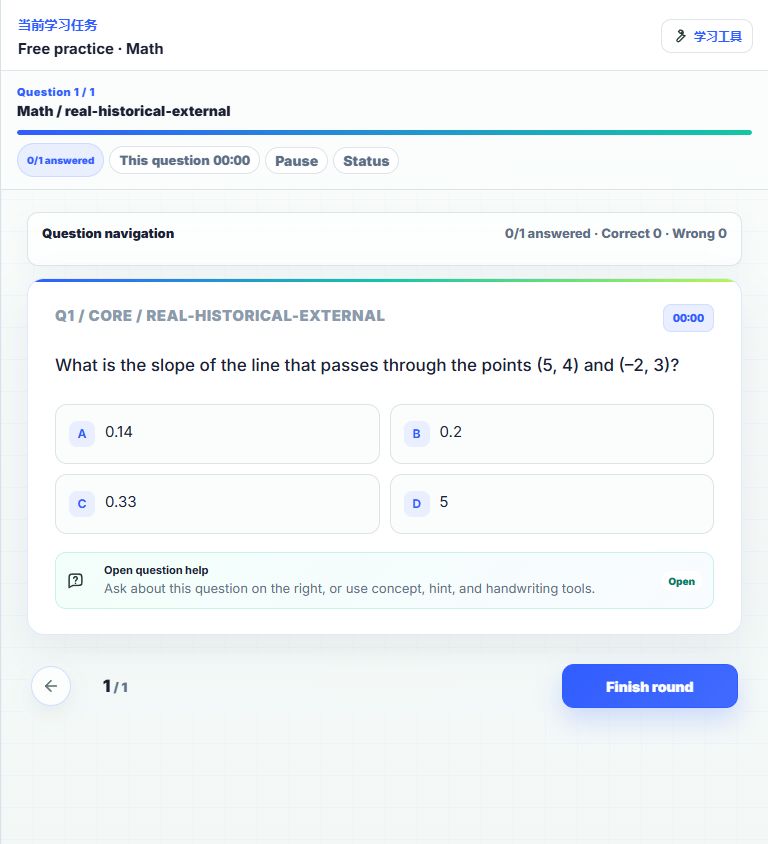 当前学习任务
Free practice · Math
学习工具
Question 1 / 1
Math / real-historical-external
0/1 answered
This question 00:00
Pause
Status
Question navigation
0/1 answered · Correct 0 · Wrong 0
Q1 / CORE / REAL-HISTORICAL-EXTERNAL
00:00
What is the slope of the line that passes through the points (5, 4) and (−2, 3)?
A 0.14
B 0.2
C 0.33
D 5
Open question help
Ask about this question on the right, or use concept, hint, and handwriting tools.
Open
1 / 1
Finish round